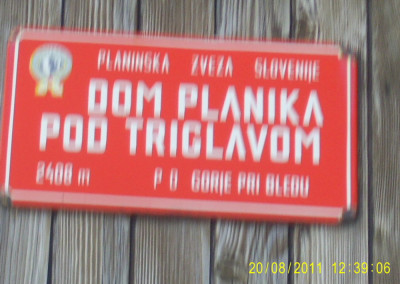 PLANINSKA ZVEZA SLOVENIJE
DOM PLANIKA
POD TRIGLAVOM
2408 m P D GORJE PRI BLEDU
20/08/2011 12:39:06